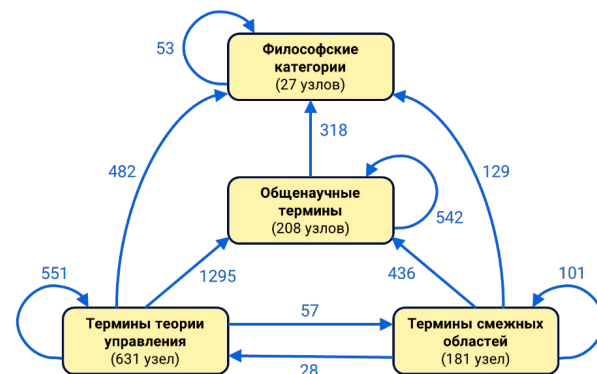 53
Философские
категории
(27 узлов)
482
318
129
Общенаучные
термины
(208 узлов)
542
551
1295
436
101
Термины теории
управления
(631 узел)
57
Термины смежных
областей
(181 узел)
28